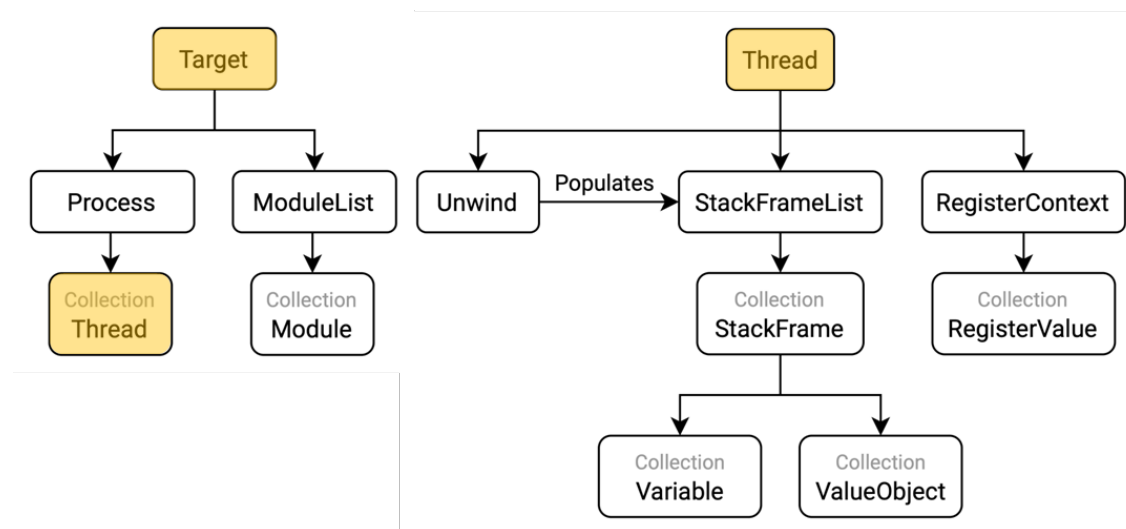 Target
Process
ModuleList
Collection
Thread
Collection
Module
Thread
Unwind
Populates
StackFrameList
RegisterContext
Collection
StackFrame
Collection
RegisterValue
Collection
Variable
Collection
ValueObject